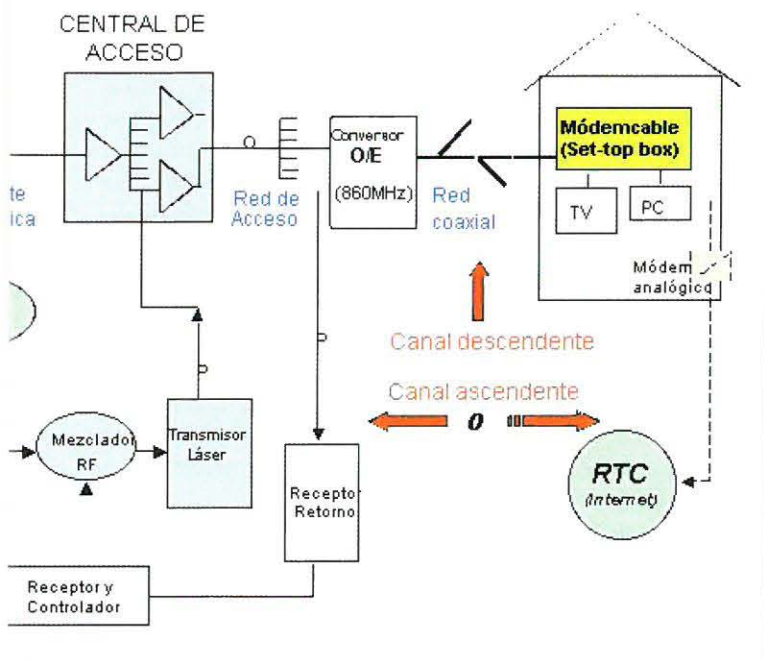 CENTRAL DE
ACCESO
te
ica
Red de
Acceso
Conversor
O/E
(860MHz)
Red
coaxial
Módemcable
(Set-top box)
TV
PC
Módem
analógico
Canal descendente
Canal ascendente
o
RTC
(Internet)
Mezclador
RF
Transmisor
Láser
Receptor
Retorno
Receptor y
Controlador